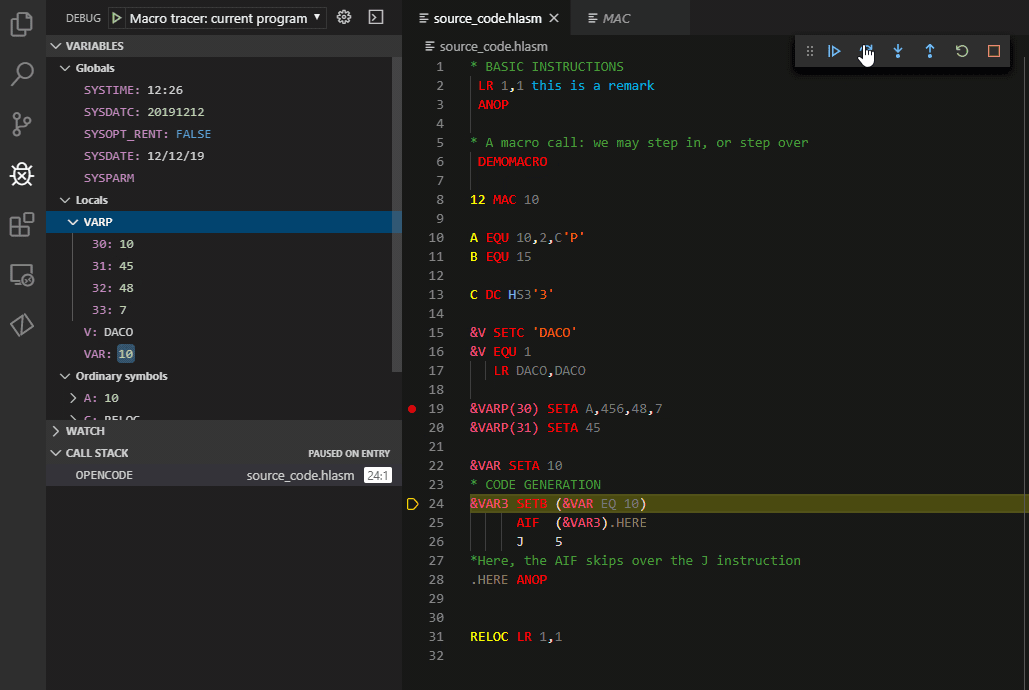 DEBUG Macro tracer: current program
VARIABLES
Globals
SYSTIME: 12:26
SYSDATC: 20191212
SYSOPT_RENT: FALSE
SYSDATE: 12/12/19
SYSPARM
Locals
VARP
30: 10
31: 45
32: 48
33: 7
V: DACO
VAR: 10
Ordinary symbols
A: 10
C: RELOC
WATCH
CALL STACK PAUSED ON ENTRY
OPENCODE source_code.hlasm 24:1
source_code.hlasm MAC
source_code.hlasm
1 * BASIC INSTRUCTIONS
2 LR 1,1 this is a remark
3 ANOP
4
5 * A macro call: we may step in, or step over
6 DEMOMACRO
7
8 12 MAC 10
9
10 A EQU 10,2,C'P'
11 B EQU 15
12
13 C DC HS3'3'
14
15 &V SETC 'DACO'
16 &V EQU 1
17 LR DACO,DACO
18
19 &VARP(30) SETA A,456,48,7
20 &VARP(31) SETA 45
21
22 &VAR SETA 10
23 * CODE GENERATION
24 &VAR3 SETB (&VAR EQ 10)
25 AIF (&VAR3).HERE
26 J 5
27 *Here, the AIF skips over the J instruction
28 .HERE ANOP
29
30
31 RELOC LR 1,1
32